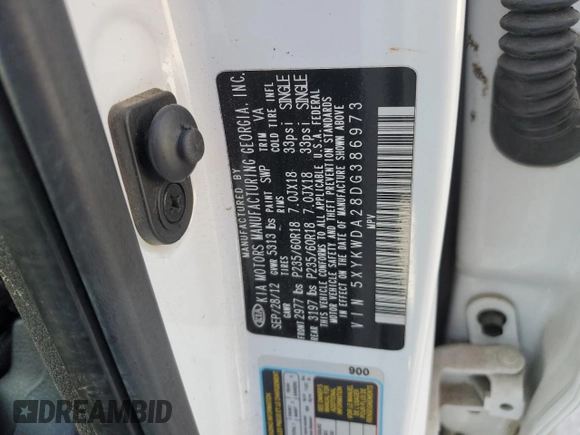 MANUFACTURED BY
KIA KIA MOTORS MANUFACTURING GEORGIA, INC.
SEP/28/12 GVWR 5313 lbs PAINT SWP TRIM VA
GAWR TIRES RIMS COLD TIRE INFL
FRONT 2977 lbs P235/60R18 7.0JX18 33psi SINGLE
REAR 3197 lbs P235/60R18 7.0JX18 33psi SINGLE
THIS VEHICLE CONFORMS TO ALL APPLICABLE U.S.A. FEDERAL
MOTOR VEHICLE SAFETY AND THEFT PREVENTION STANDARDS
IN EFFECT ON THE DATE OF MANUFACTURE SHOWN ABOVE.
VIN 5XYKWDA28DG386973
MPV
900
DREAMBID